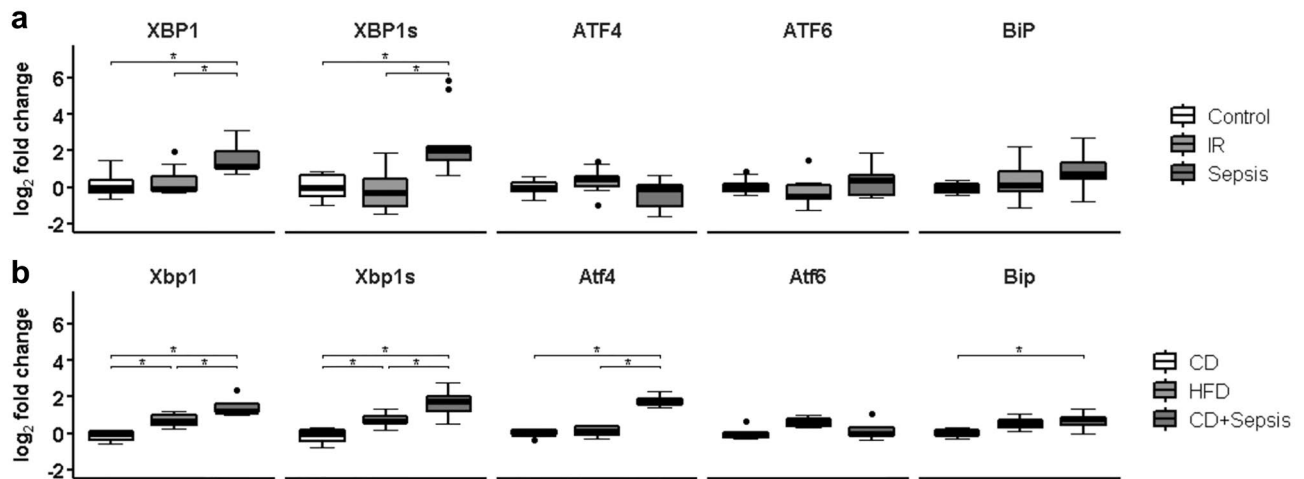 a
XBP1 XBP1s ATF4 ATF6 BiP
* * * *
log2 fold change
6
4
2
0
-2
Control
IR
Sepsis
b
Xbp1 Xbp1s Atf4 Atf6 Bip
* * * * * * * * *
log2 fold change
6
4
2
0
-2
CD
HFD
CD+Sepsis